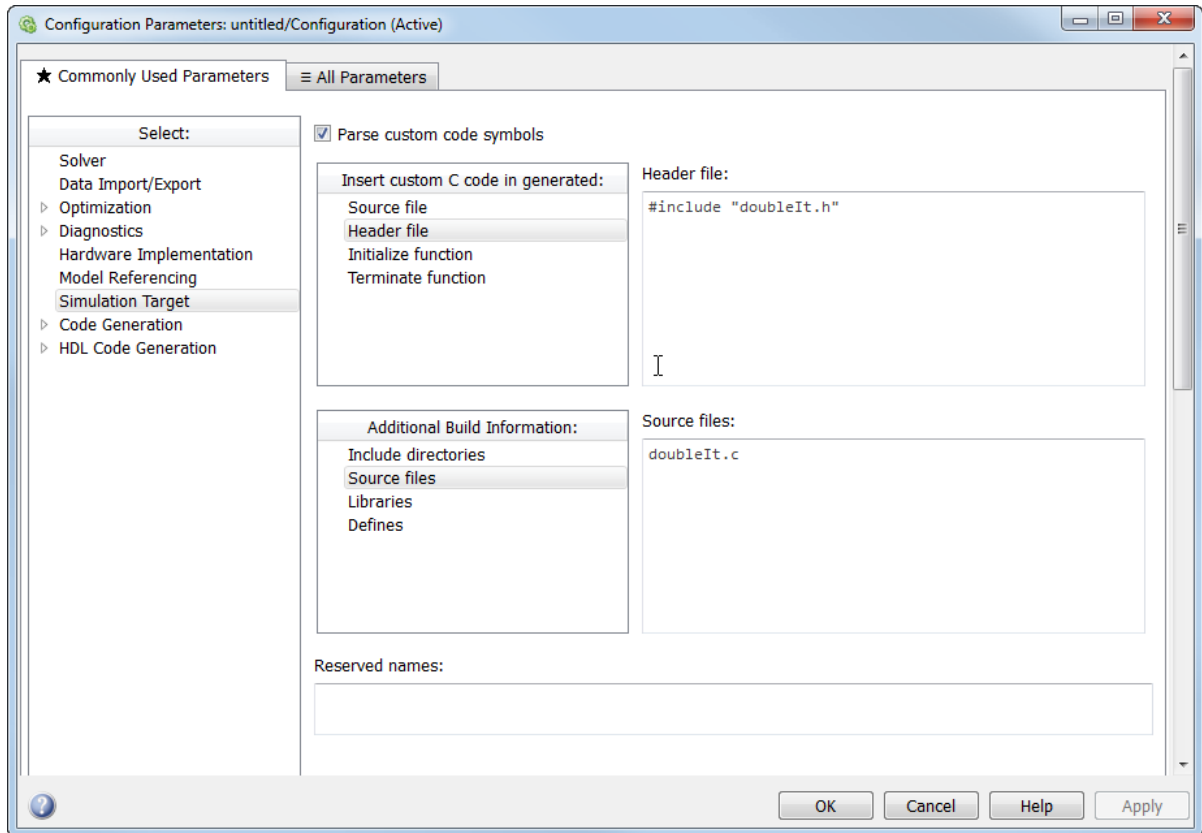 Configuration Parameters: untitled/Configuration (Active)
★ Commonly Used Parameters
≡ All Parameters
Select:
Solver
Data Import/Export
Optimization
Diagnostics
Hardware Implementation
Model Referencing
Simulation Target
Code Generation
HDL Code Generation
Parse custom code symbols
Insert custom C code in generated:
Source file
Header file
Initialize function
Terminate function
Header file:
#include "doubleIt.h"
Additional Build Information:
Include directories
Source files
Libraries
Defines
Source files:
doubleIt.c
Reserved names:
OK
Cancel
Help
Apply